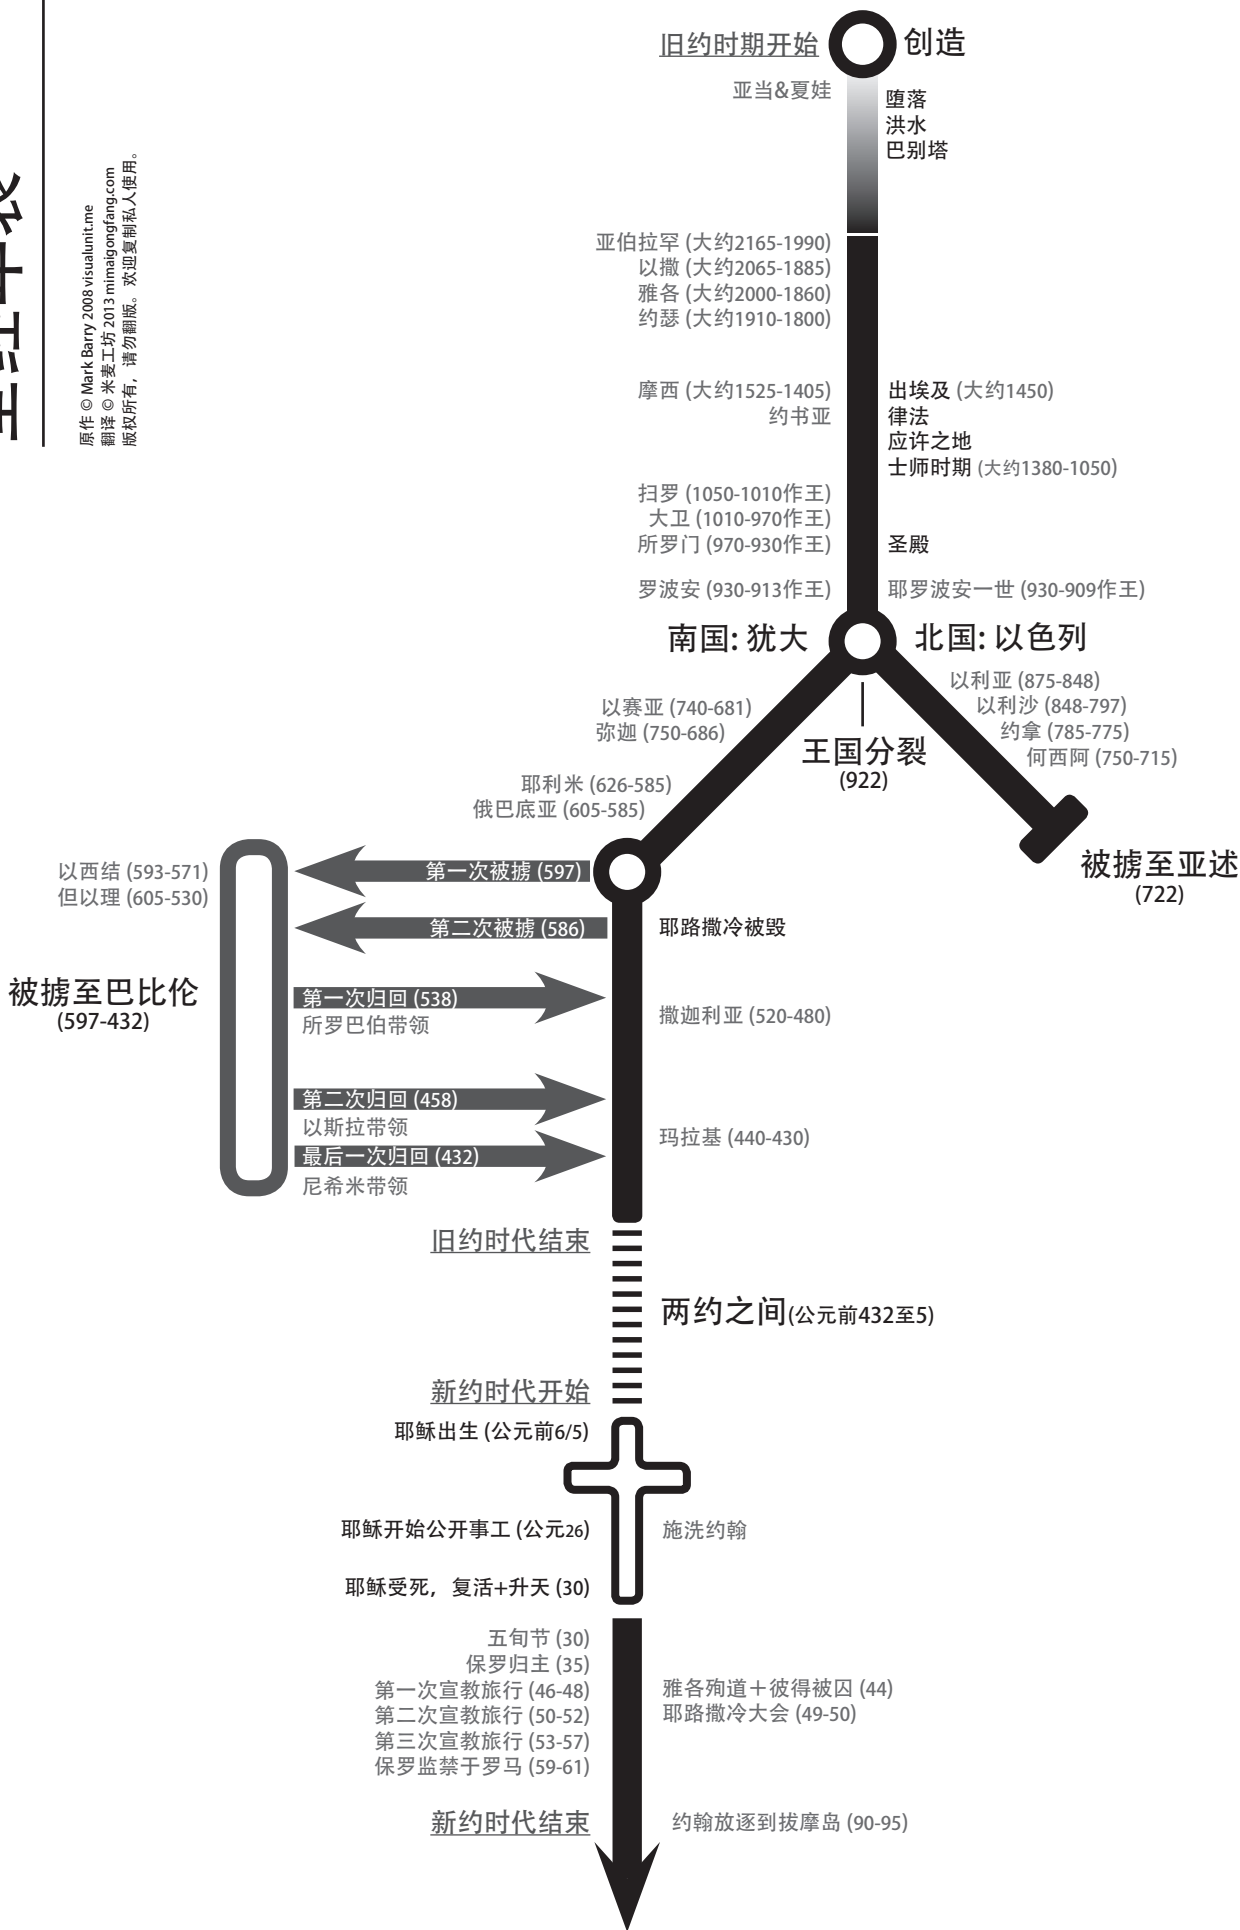 原作 © Mark Barry 2008 visualunit.me
翻译 © 米麦工坊 2013 mimaigongfang.com
版权所有，请勿翻版。欢迎复制私人使用。
旧约时期开始
创造
亚当&夏娃
堕落
洪水
巴别塔
亚伯拉罕 (大约2165-1990)
以撒 (大约2065-1885)
雅各 (大约2000-1860)
约瑟 (大约1910-1800)
摩西 (大约1525-1405)
约书亚
出埃及 (大约1450)
律法
应许之地
士师时期 (大约1380-1050)
扫罗 (1050-1010作王)
大卫 (1010-970作王)
所罗门 (970-930作王)
圣殿
罗波安 (930-913作王)
耶罗波安一世 (930-909作王)
南国: 犹大
北国: 以色列
以利亚 (875-848)
以利沙 (848-797)
约拿 (785-775)
何西阿 (750-715)
以赛亚 (740-681)
弥迦 (750-686)
王国分裂
(922)
耶利米 (626-585)
俄巴底亚 (605-585)
被掳至亚述
(722)
以西结 (593-571)
但以理 (605-530)
第一次被掳 (597)
第二次被掳 (586)
耶路撒冷被毁
被掳至巴比伦
(597-432)
第一次归回 (538)
所罗巴伯带领
撒迦利亚 (520-480)
第二次归回 (458)
以斯拉带领
玛拉基 (440-430)
最后一次归回 (432)
尼希米带领
旧约时代结束
两约之间(公元前432至5)
新约时代开始
耶稣出生 (公元前6/5)
耶稣开始公开事工 (公元26)
施洗约翰
耶稣受死，复活+升天 (30)
五旬节 (30)
保罗归主 (35)
第一次宣教旅行 (46-48)
第二次宣教旅行 (50-52)
第三次宣教旅行 (53-57)
保罗监禁于罗马 (59-61)
雅各殉道＋彼得被囚 (44)
耶路撒冷大会 (49-50)
新约时代结束
约翰放逐到拔摩岛 (90-95)